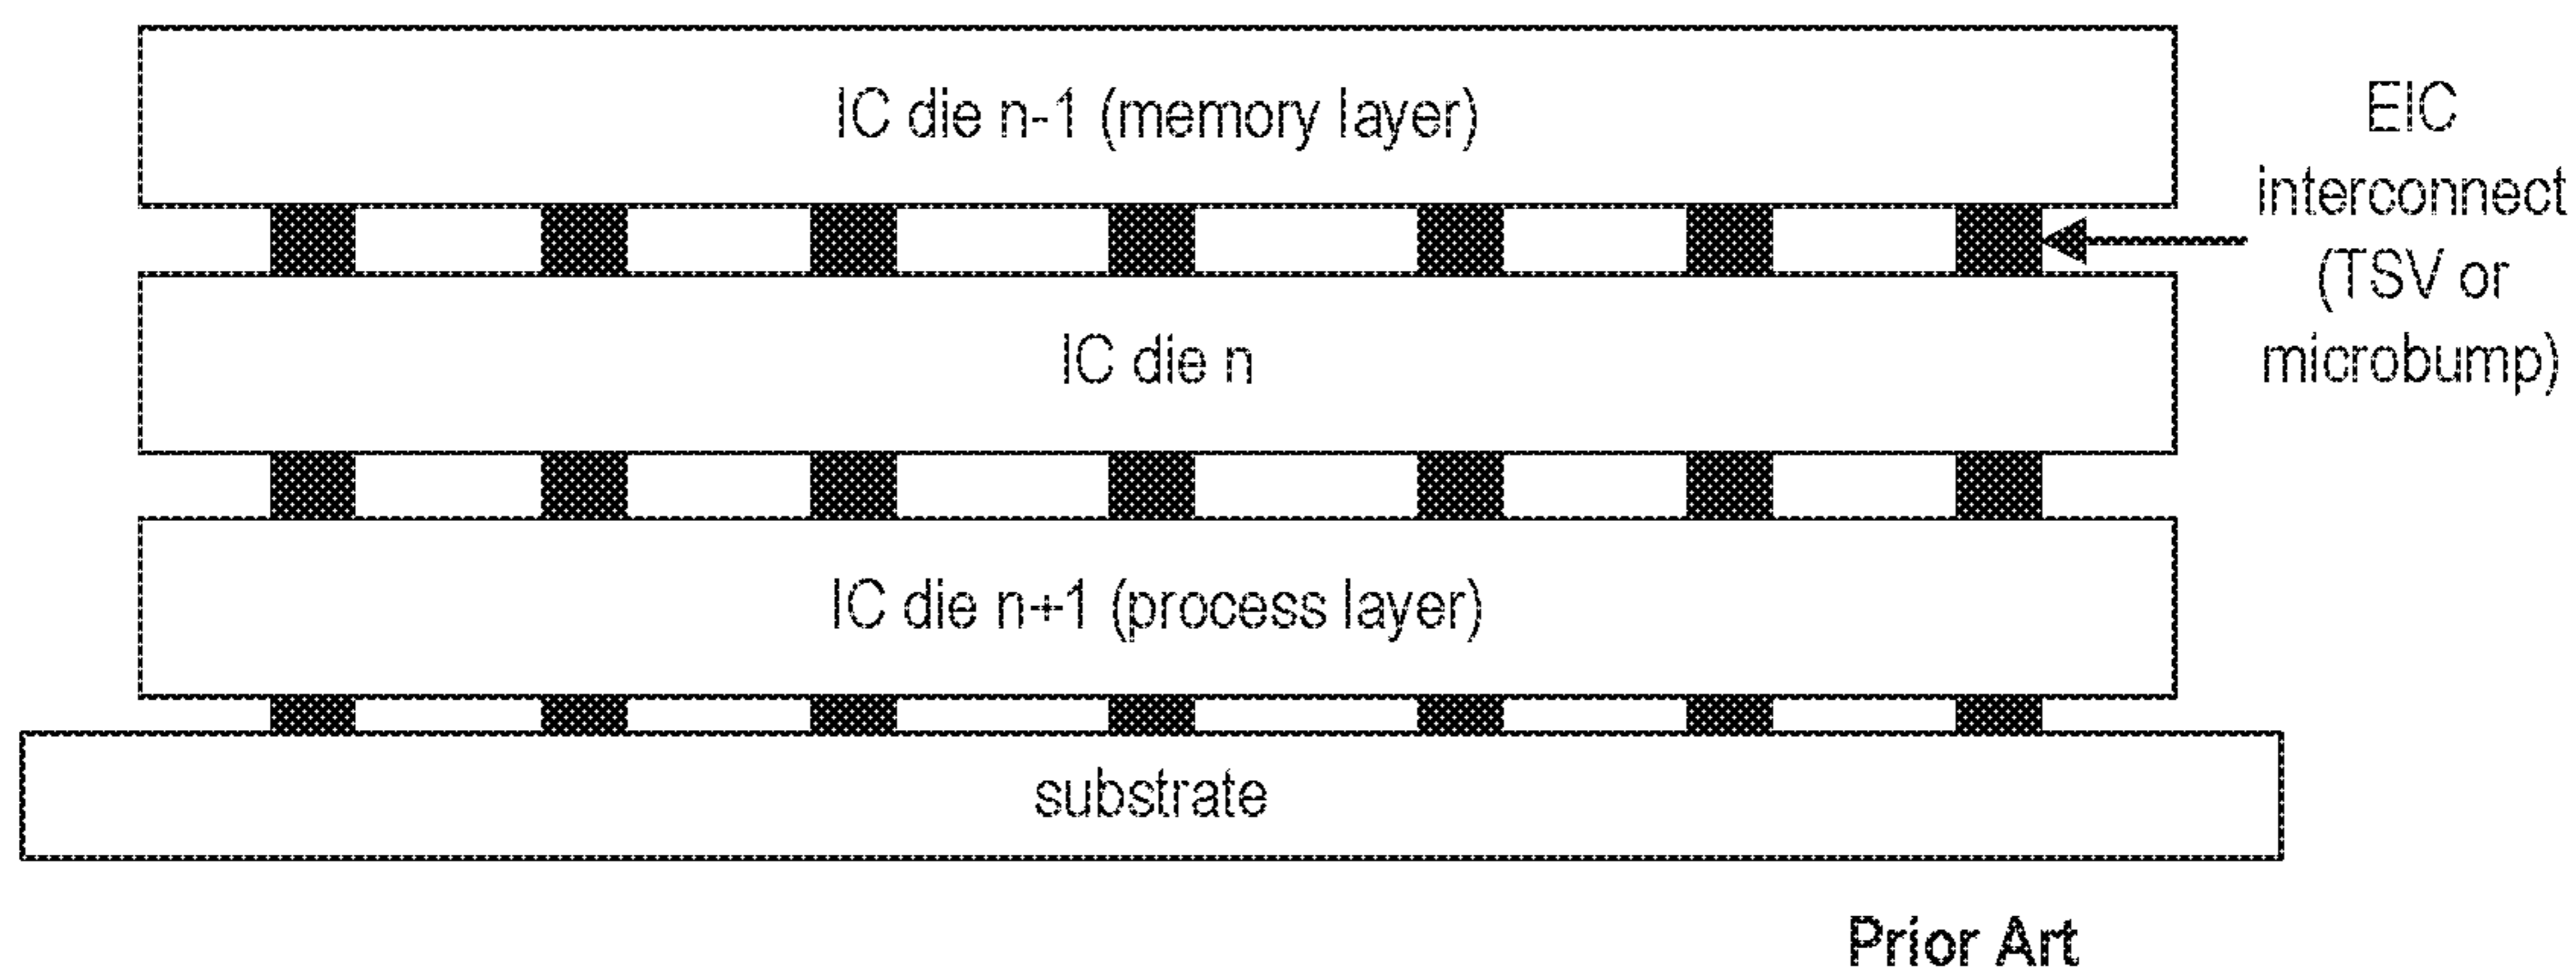 IC die n-1 (memory layer)
EIC
interconnect
(TSV or
microbump)
IC die n
IC die n+1 (process layer)
substrate
Prior Art